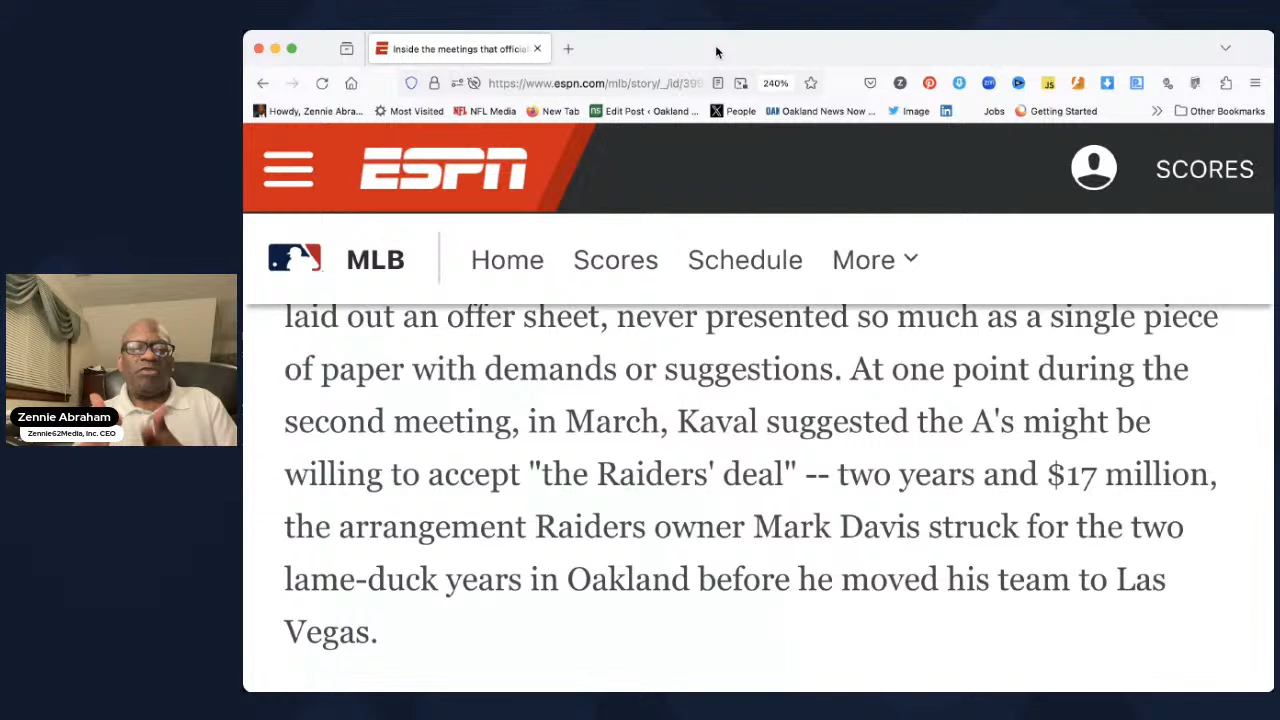 Inside the meetings that officia
https://www.espn.com/mlb/story/_/id/399
240%
Howdy, Zennie Abra...
Most Visited
NFL Media
New Tab
Edit Post ‹ Oakland ...
People
Oakland News Now ...
Image
Jobs
Getting Started
Other Bookmarks
ESPN
SCORES
MLB
Home
Scores
Schedule
More
laid out an offer sheet, never presented so much as a single piece
of paper with demands or suggestions. At one point during the
second meeting, in March, Kaval suggested the A's might be
willing to accept "the Raiders' deal" -- two years and $17 million,
the arrangement Raiders owner Mark Davis struck for the two
lame-duck years in Oakland before he moved his team to Las
Vegas.
Zennie Abraham
Zennie62Media, Inc. CEO